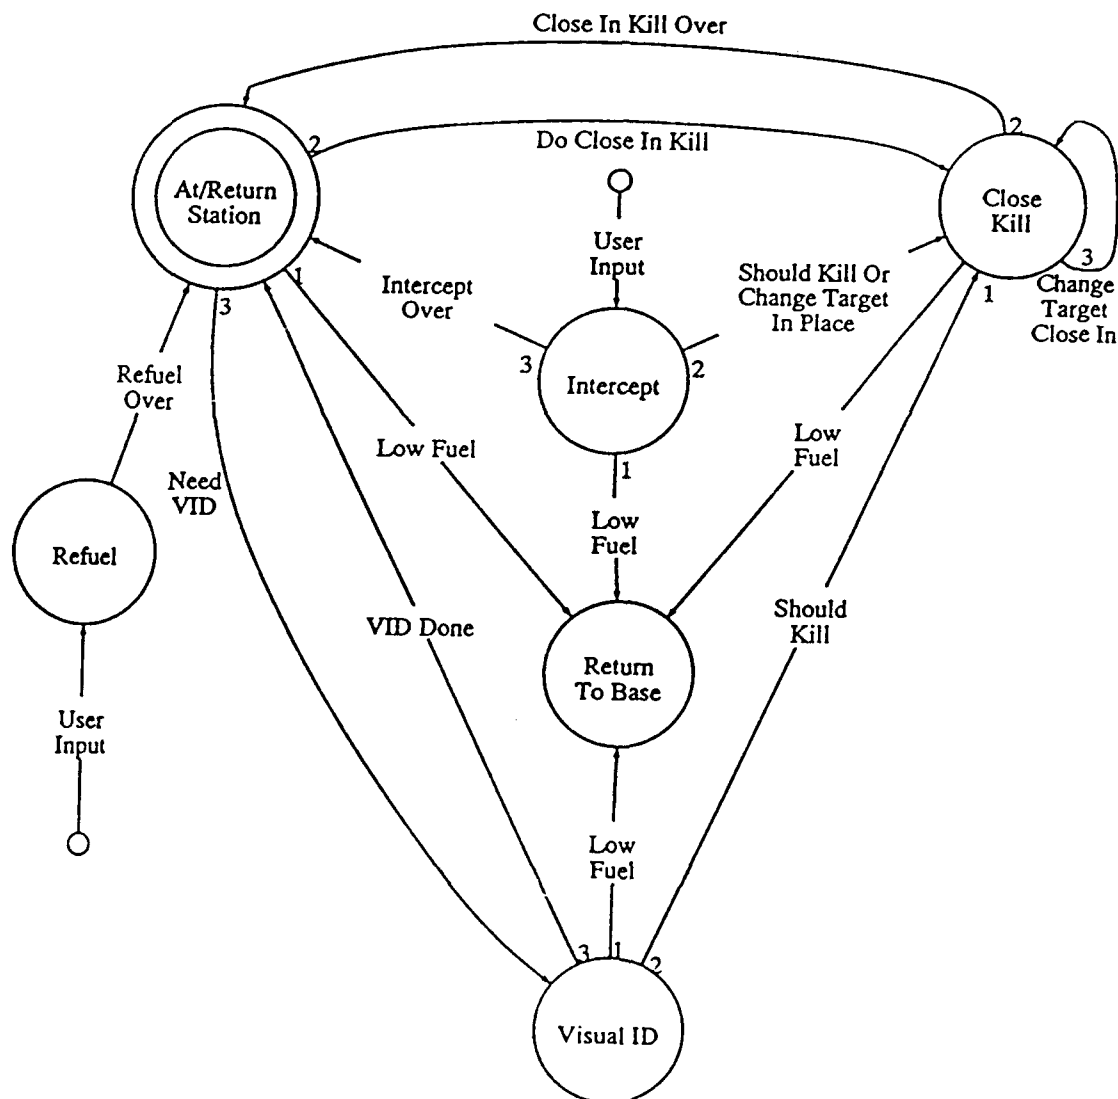 Close In Kill Over
2
2
Do Close In Kill
At/Return
Station
Close
Kill
User
Input
Should Kill Or
Change Target
In Place
3
Change
Target
Close In
1
1
3
Intercept
Over
3
2
Intercept
Refuel
Over
Low Fuel
Low
Fuel
1
Need
VID
Low
Fuel
Refuel
VID Done
Should
Kill
Return
To Base
User
Input
Low
Fuel
3
1
2
Visual ID